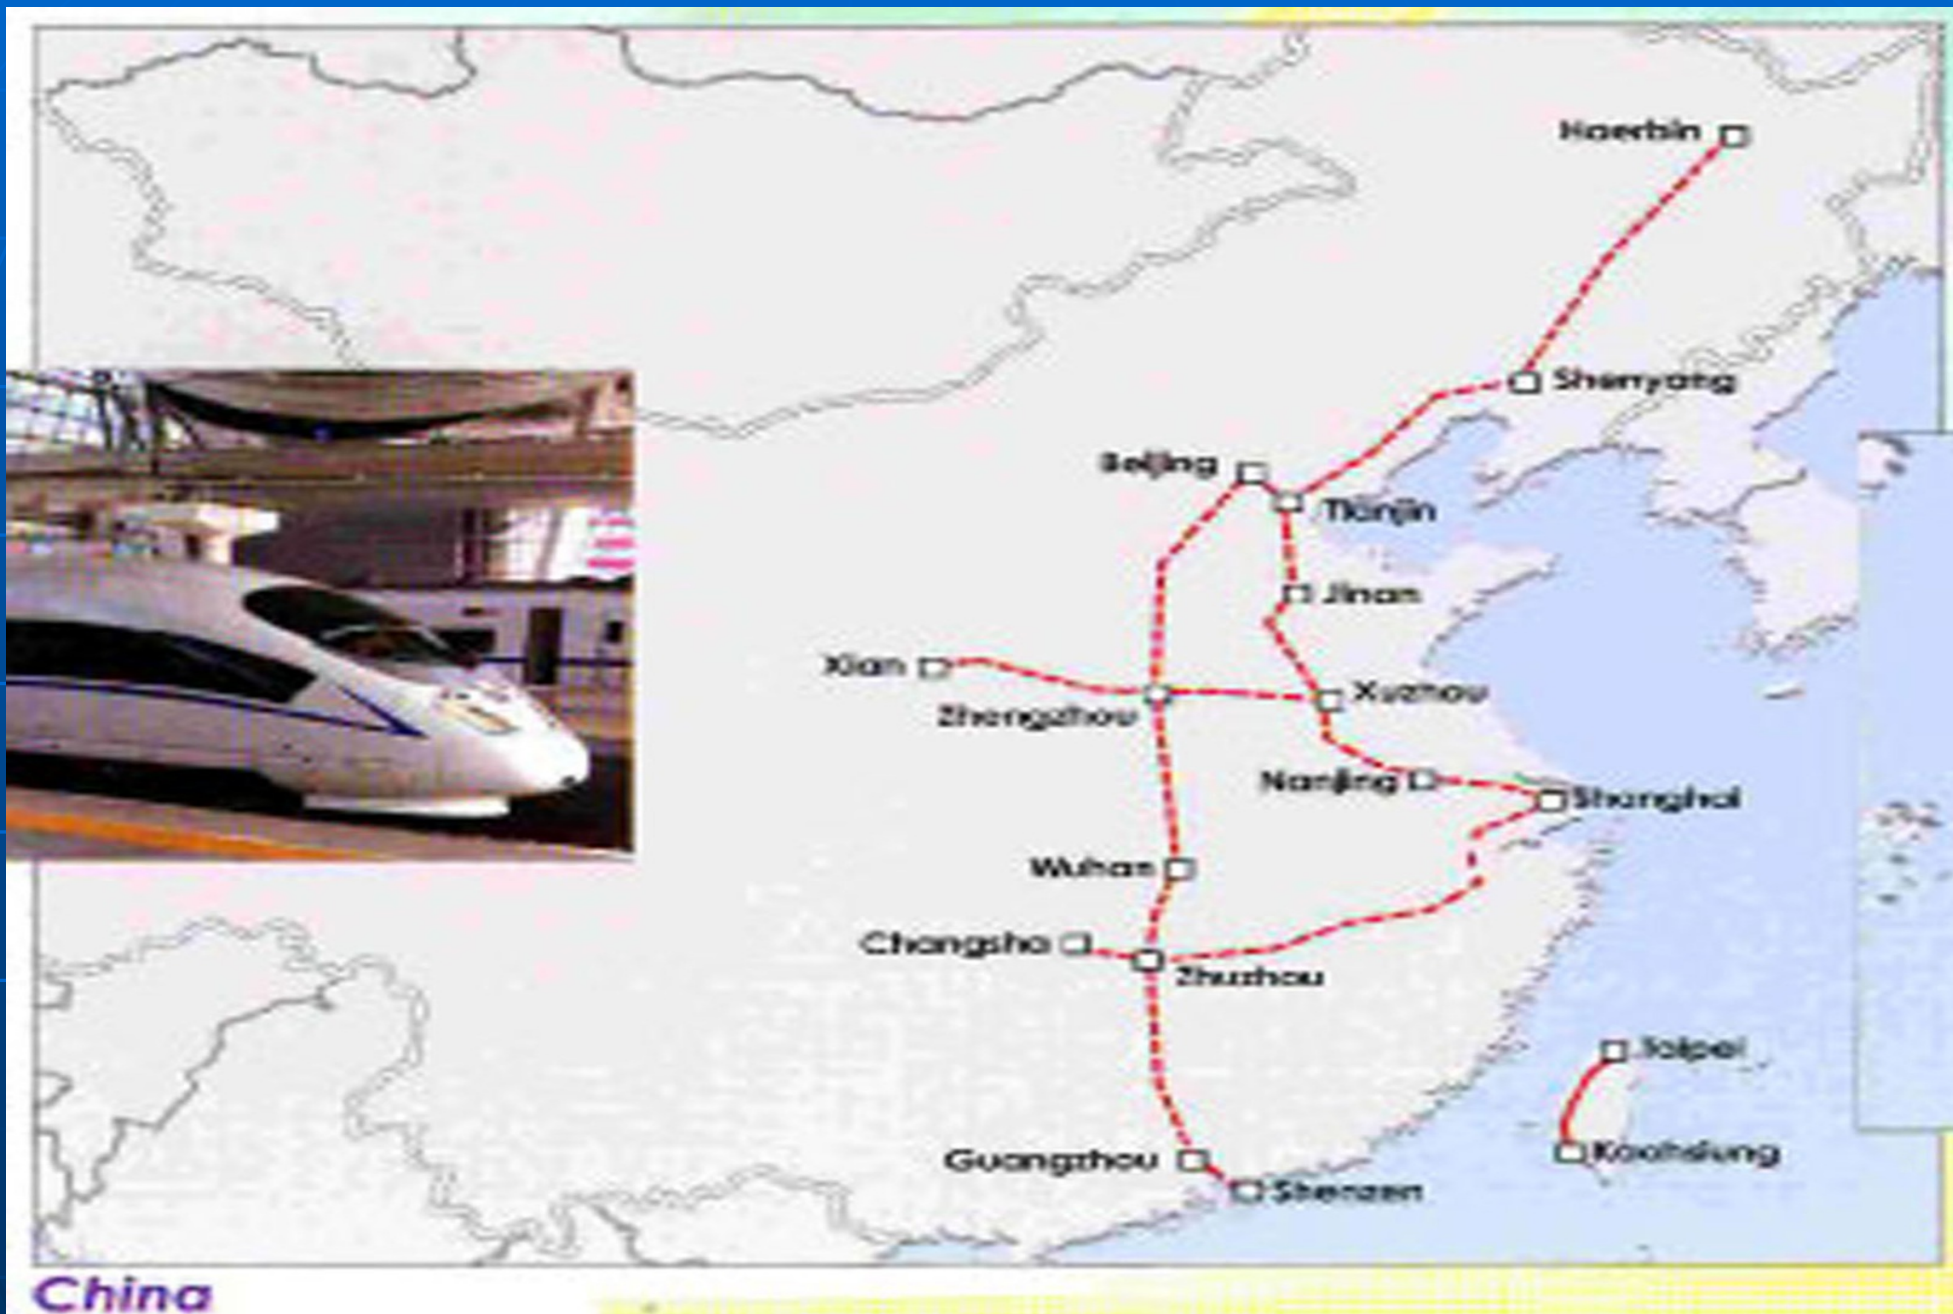 Haerbin
Shenyang
Beijing
Tianjin
Jinan
Xian
Xuzhou
Zhengzhou
Nanjing
Shanghai
Wuhan
Changsha
Zhuzhou
Taipei
Kaohsiung
Guangzhou
Shenzen
China